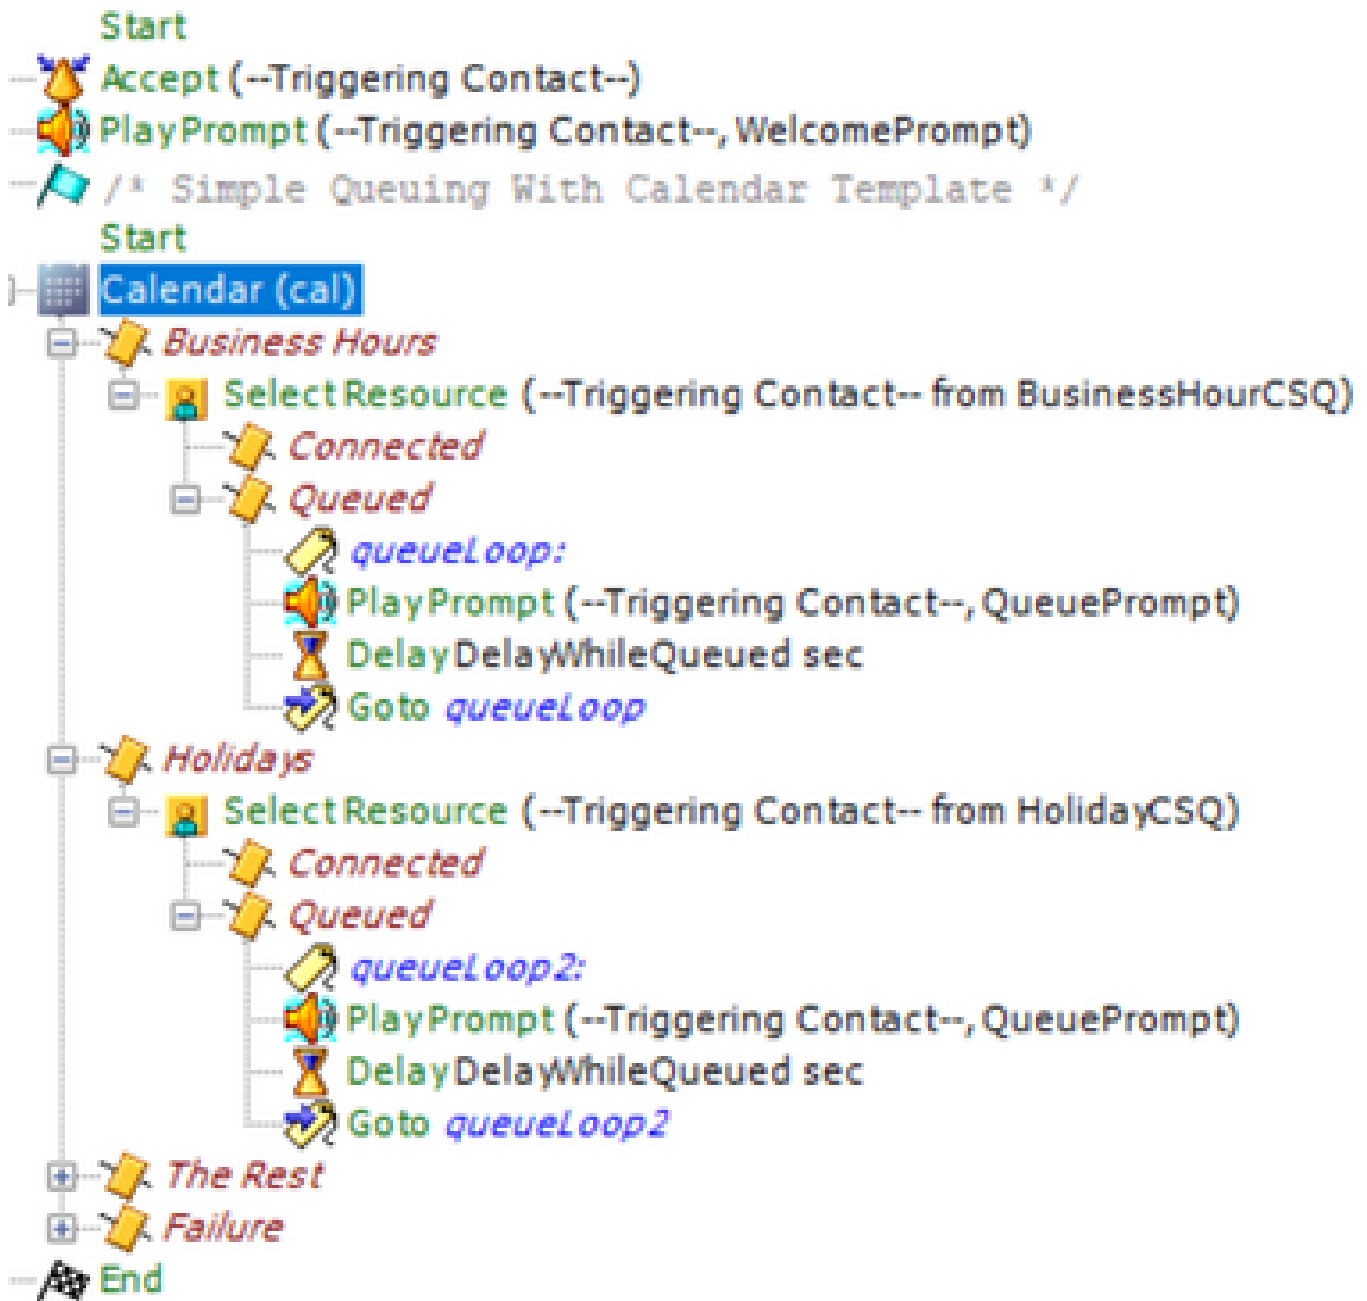 Start
Accept (--Triggering Contact--)
PlayPrompt (--Triggering Contact--, WelcomePrompt)
/* Simple Queuing With Calendar Template */
Start
Calendar (cal)
Business Hours
Select Resource (--Triggering Contact-- from BusinessHourCSQ)
Connected
Queued
queueLoop:
PlayPrompt (--Triggering Contact--, QueuePrompt)
Delay DelayWhileQueued sec
Goto queueLoop
Holidays
Select Resource (--Triggering Contact-- from HolidayCSQ)
Connected
Queued
queueLoop2:
PlayPrompt (--Triggering Contact--, QueuePrompt)
Delay DelayWhileQueued sec
Goto queueLoop2
The Rest
Failure
End